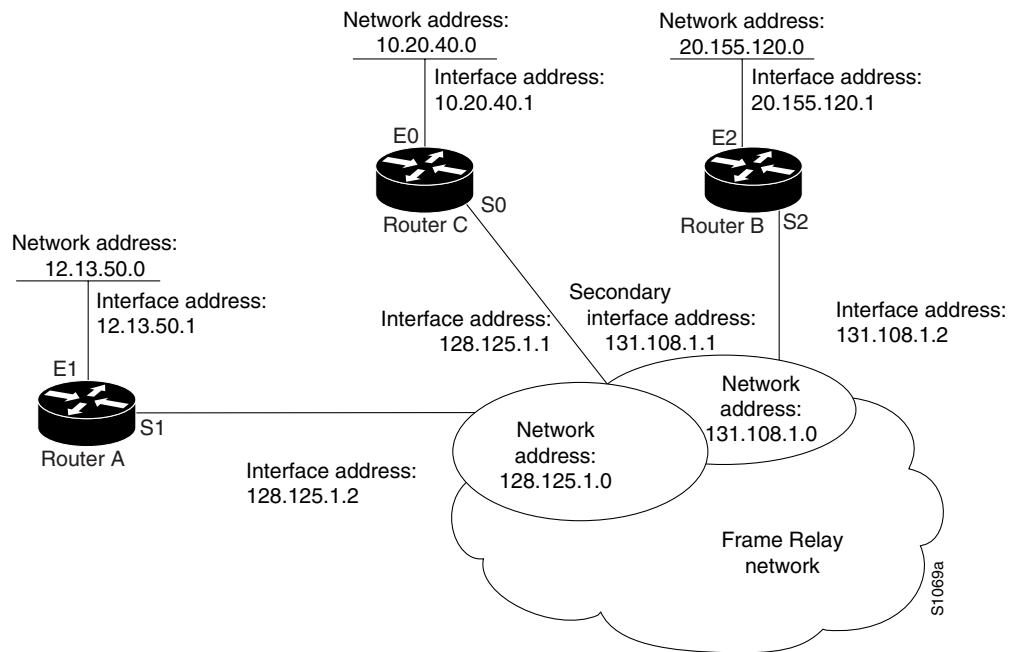 Network address:
10.20.40.0
Interface address:
10.20.40.1
E0
S0
Router C
Network address:
20.155.120.0
Interface address:
20.155.120.1
E2
S2
Router B
Network address:
12.13.50.0
Interface address:
12.13.50.1
E1
S1
Router A
Interface address:
128.125.1.1
Secondary
interface address:
131.108.1.1
Interface address:
131.108.1.2
Interface address:
128.125.1.2
Network
address:
128.125.1.0
Network
address:
131.108.1.0
Frame Relay
network
S1069a